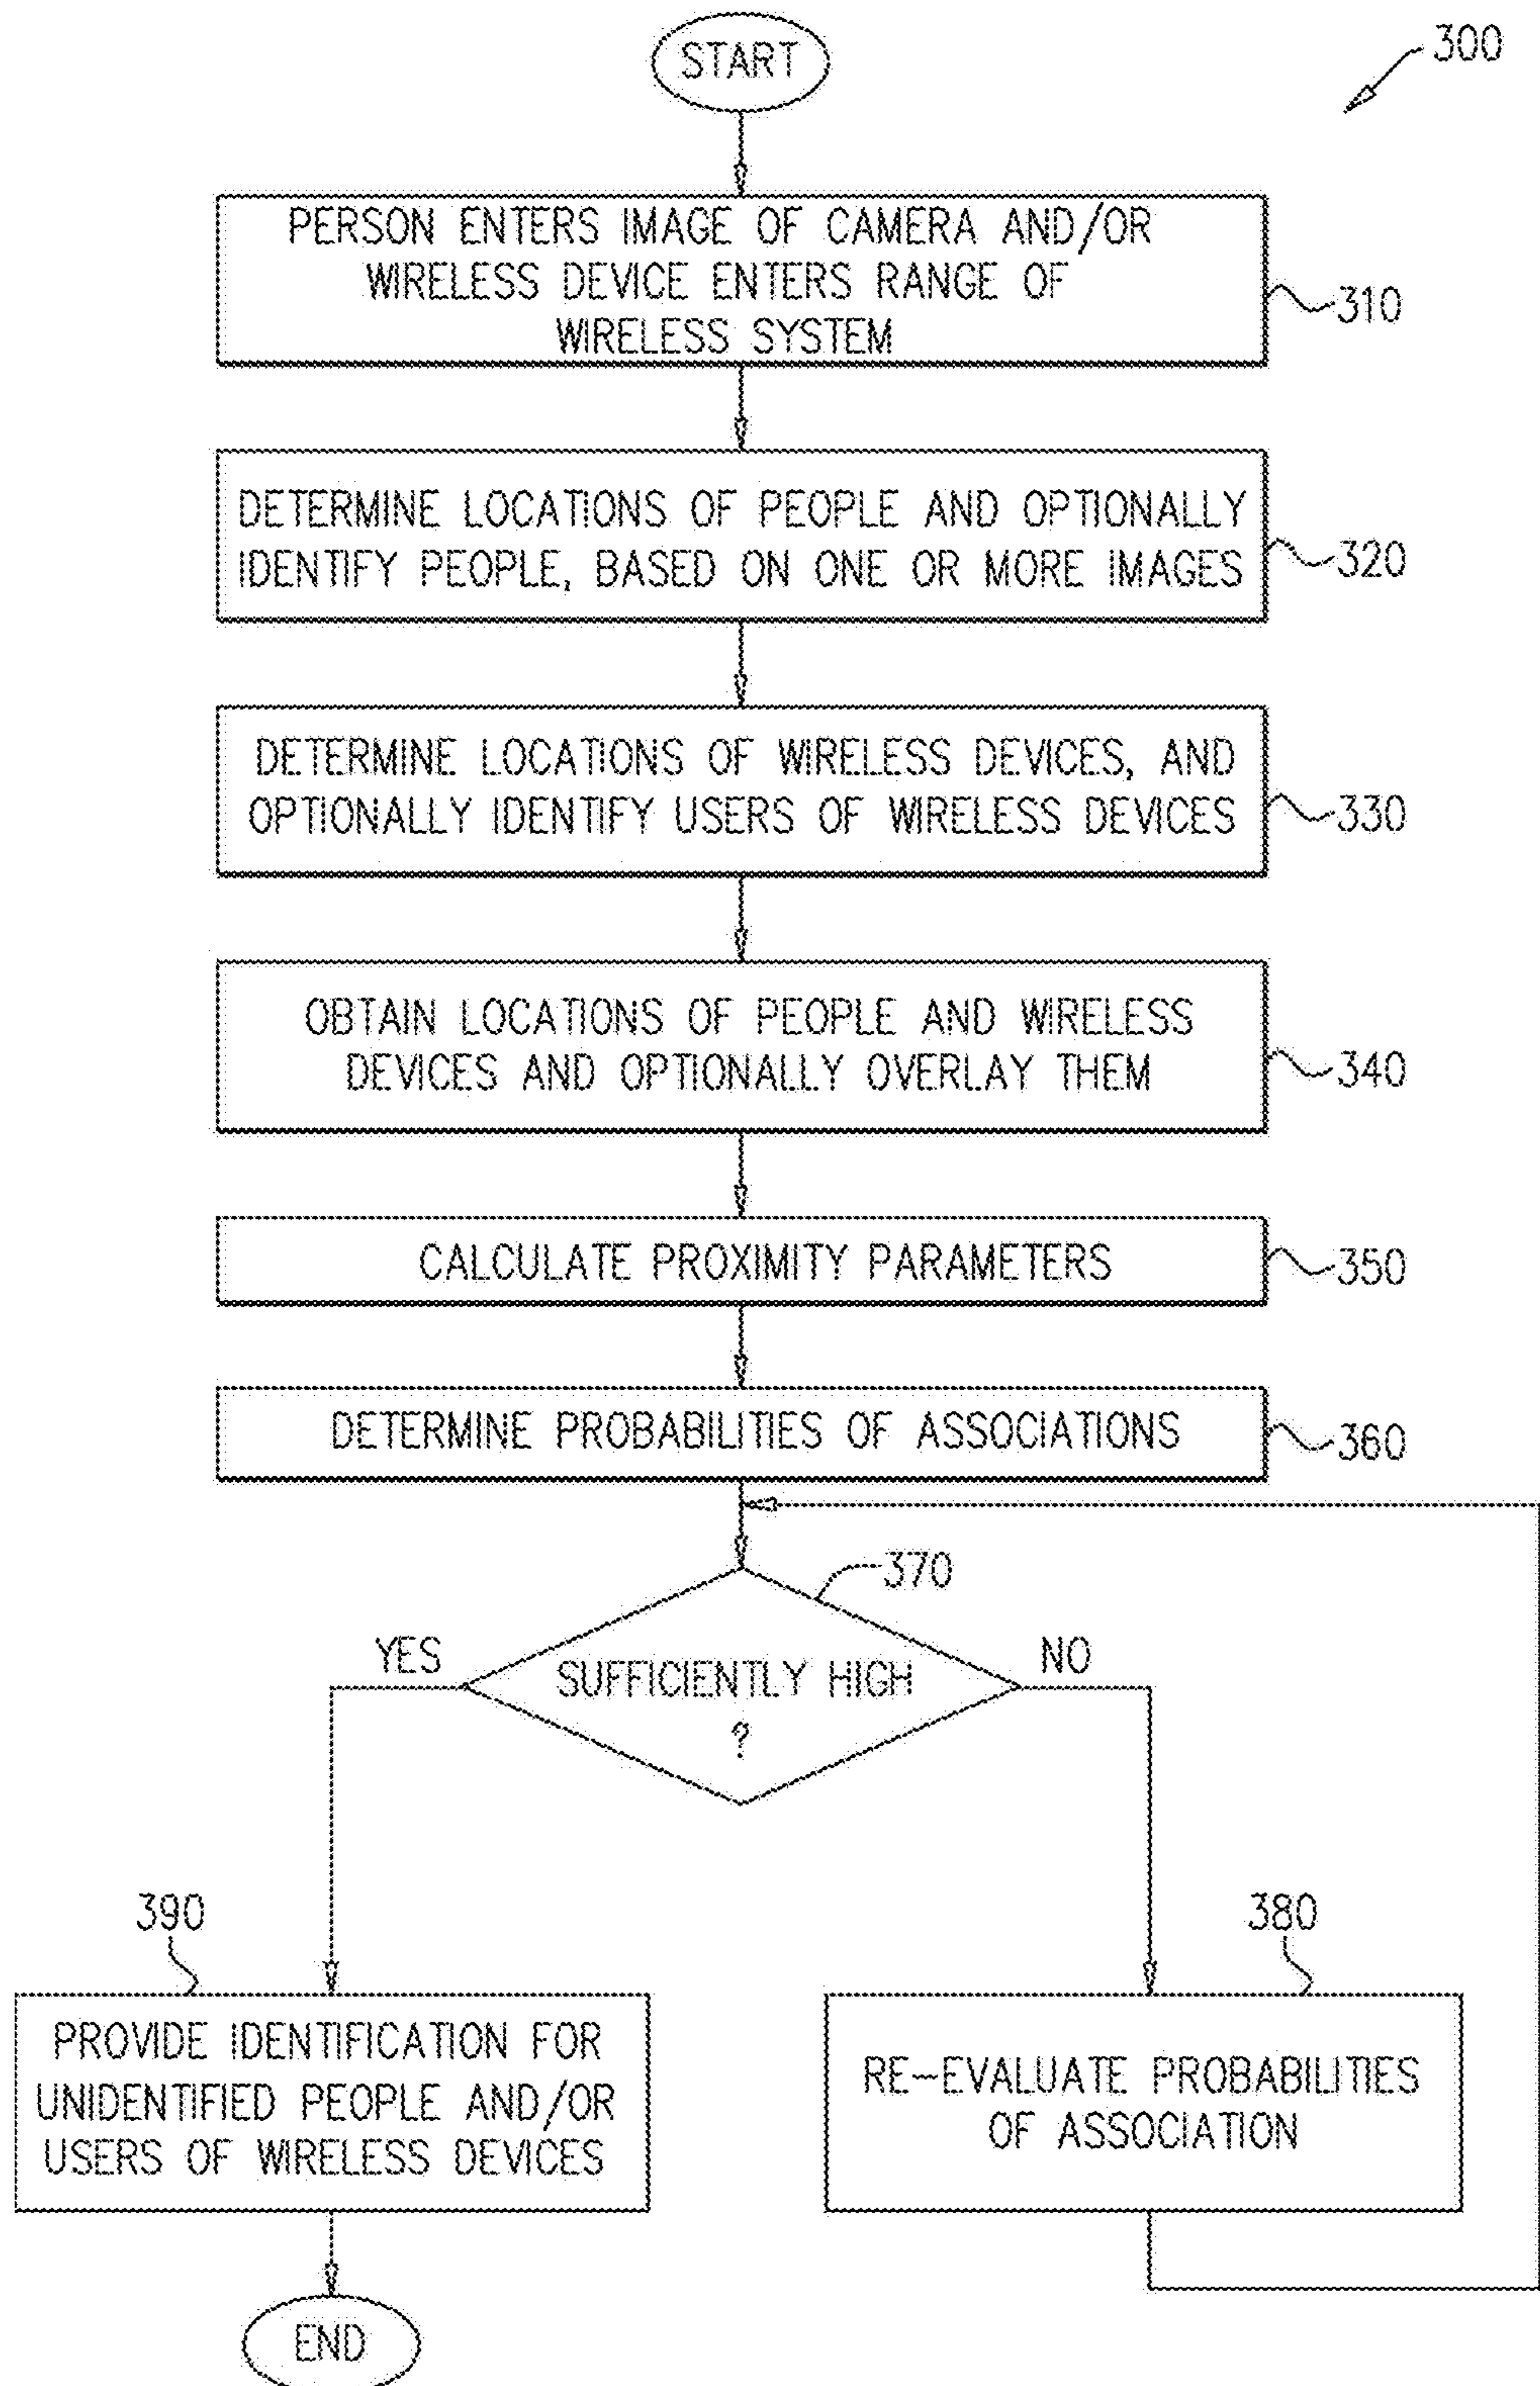 START
300
PERSON ENTERS IMAGE OF CAMERA AND/OR
WIRELESS DEVICE ENTERS RANGE OF
WIRELESS SYSTEM
310
DETERMINE LOCATIONS OF PEOPLE AND OPTIONALLY
IDENTIFY PEOPLE, BASED ON ONE OR MORE IMAGES
320
DETERMINE LOCATIONS OF WIRELESS DEVICES, AND
OPTIONALLY IDENTIFY USERS OF WIRELESS DEVICES
330
OBTAIN LOCATIONS OF PEOPLE AND WIRELESS
DEVICES AND OPTIONALLY OVERLAY THEM
340
CALCULATE PROXIMITY PARAMETERS
350
DETERMINE PROBABILITIES OF ASSOCIATIONS
360
370
YES
SUFFICIENTLY HIGH
?
NO
390
PROVIDE IDENTIFICATION FOR
UNIDENTIFIED PEOPLE AND/OR
USERS OF WIRELESS DEVICES
380
RE-EVALUATE PROBABILITIES
OF ASSOCIATION
END